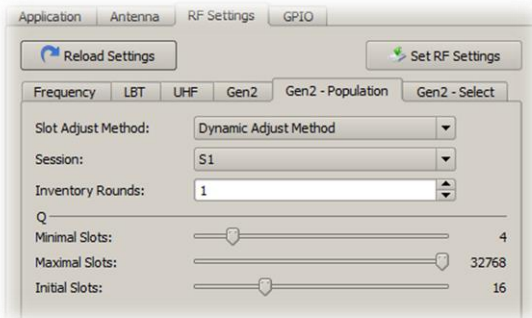 Application Antenna RF Settings GPIO
Reload Settings Set RF Settings
Frequency LBT UHF Gen2 Gen2 - Population Gen2 - Select
Slot Adjust Method: Dynamic Adjust Method
Session: S1
Inventory Rounds: 1
Q
Minimal Slots: 4
Maximal Slots: 32768
Initial Slots: 16